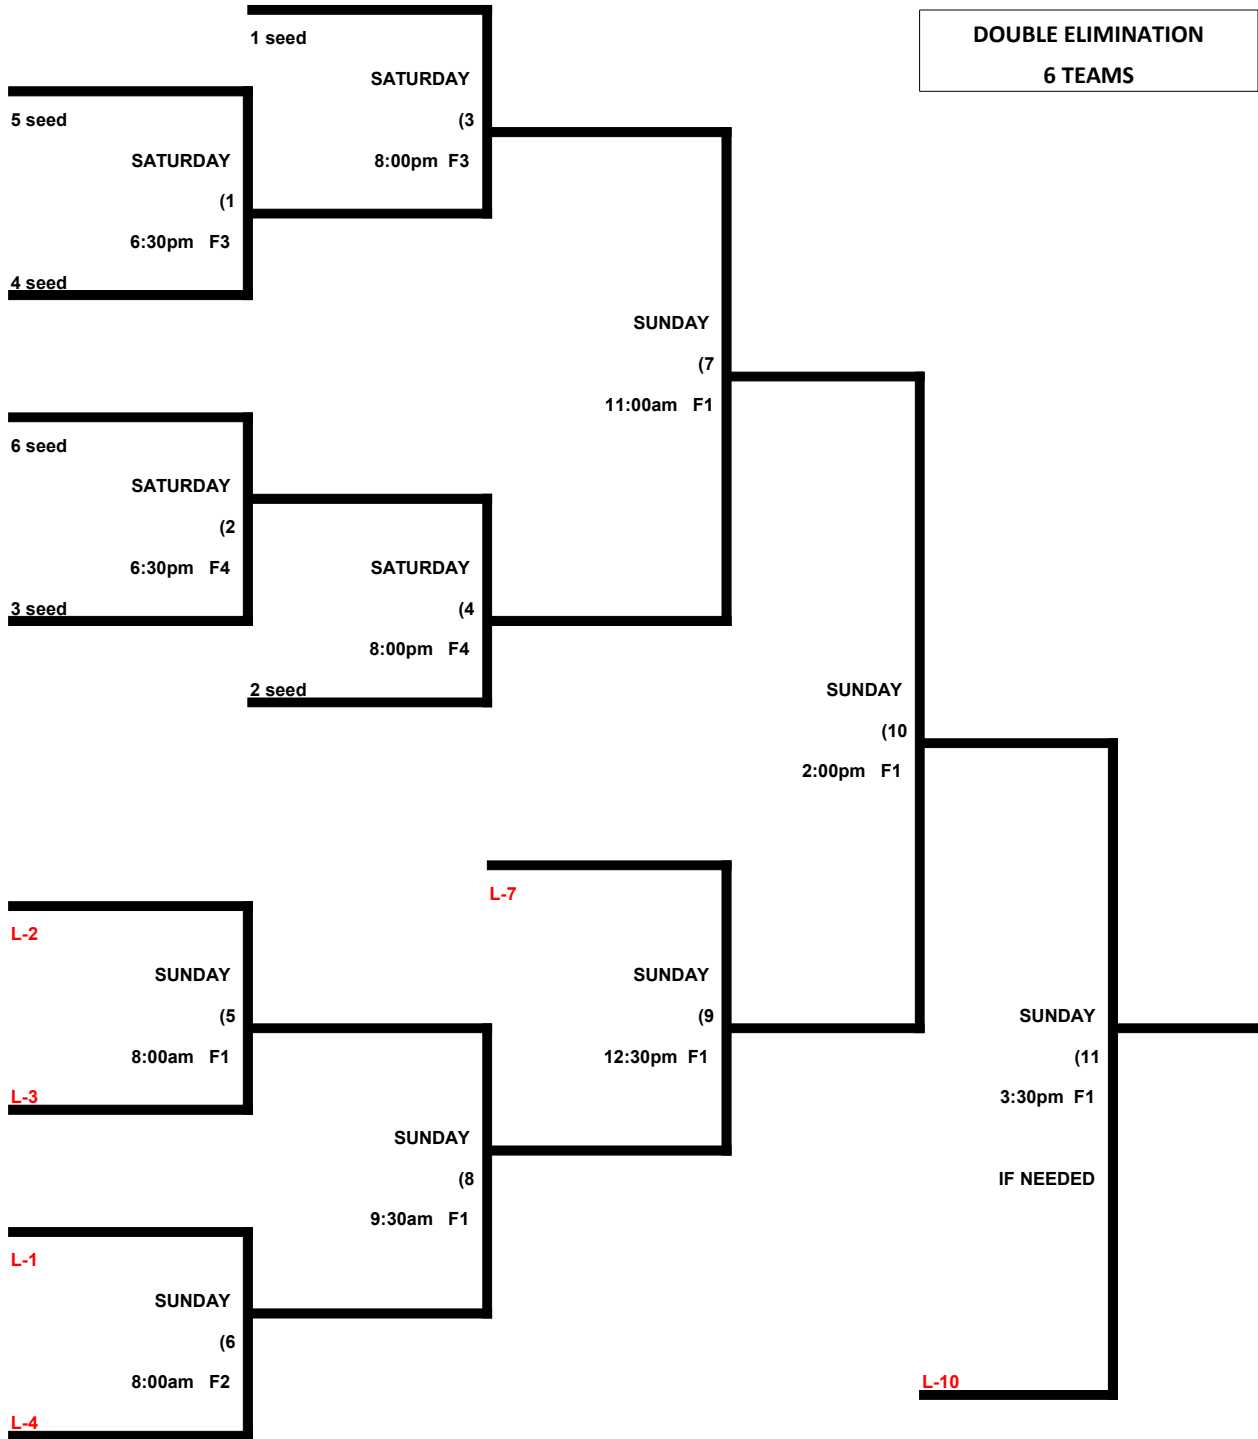 1 seed
DOUBLE ELIMINATION
6 TEAMS
SATURDAY
(3
8:00pm F3
5 seed
SATURDAY
(1
6:30pm F3
4 seed
SUNDAY
(7
11:00am F1
6 seed
SATURDAY
(2
6:30pm F4
3 seed
SATURDAY
(4
8:00pm F4
2 seed
SUNDAY
(10
2:00pm F1
L-7
L-2
SUNDAY
(5
8:00am F1
L-3
SUNDAY
(9
12:30pm F1
SUNDAY
(11
3:30pm F1
IF NEEDED
SUNDAY
(8
9:30am F1
L-1
SUNDAY
(6
8:00am F2
L-4
L-10